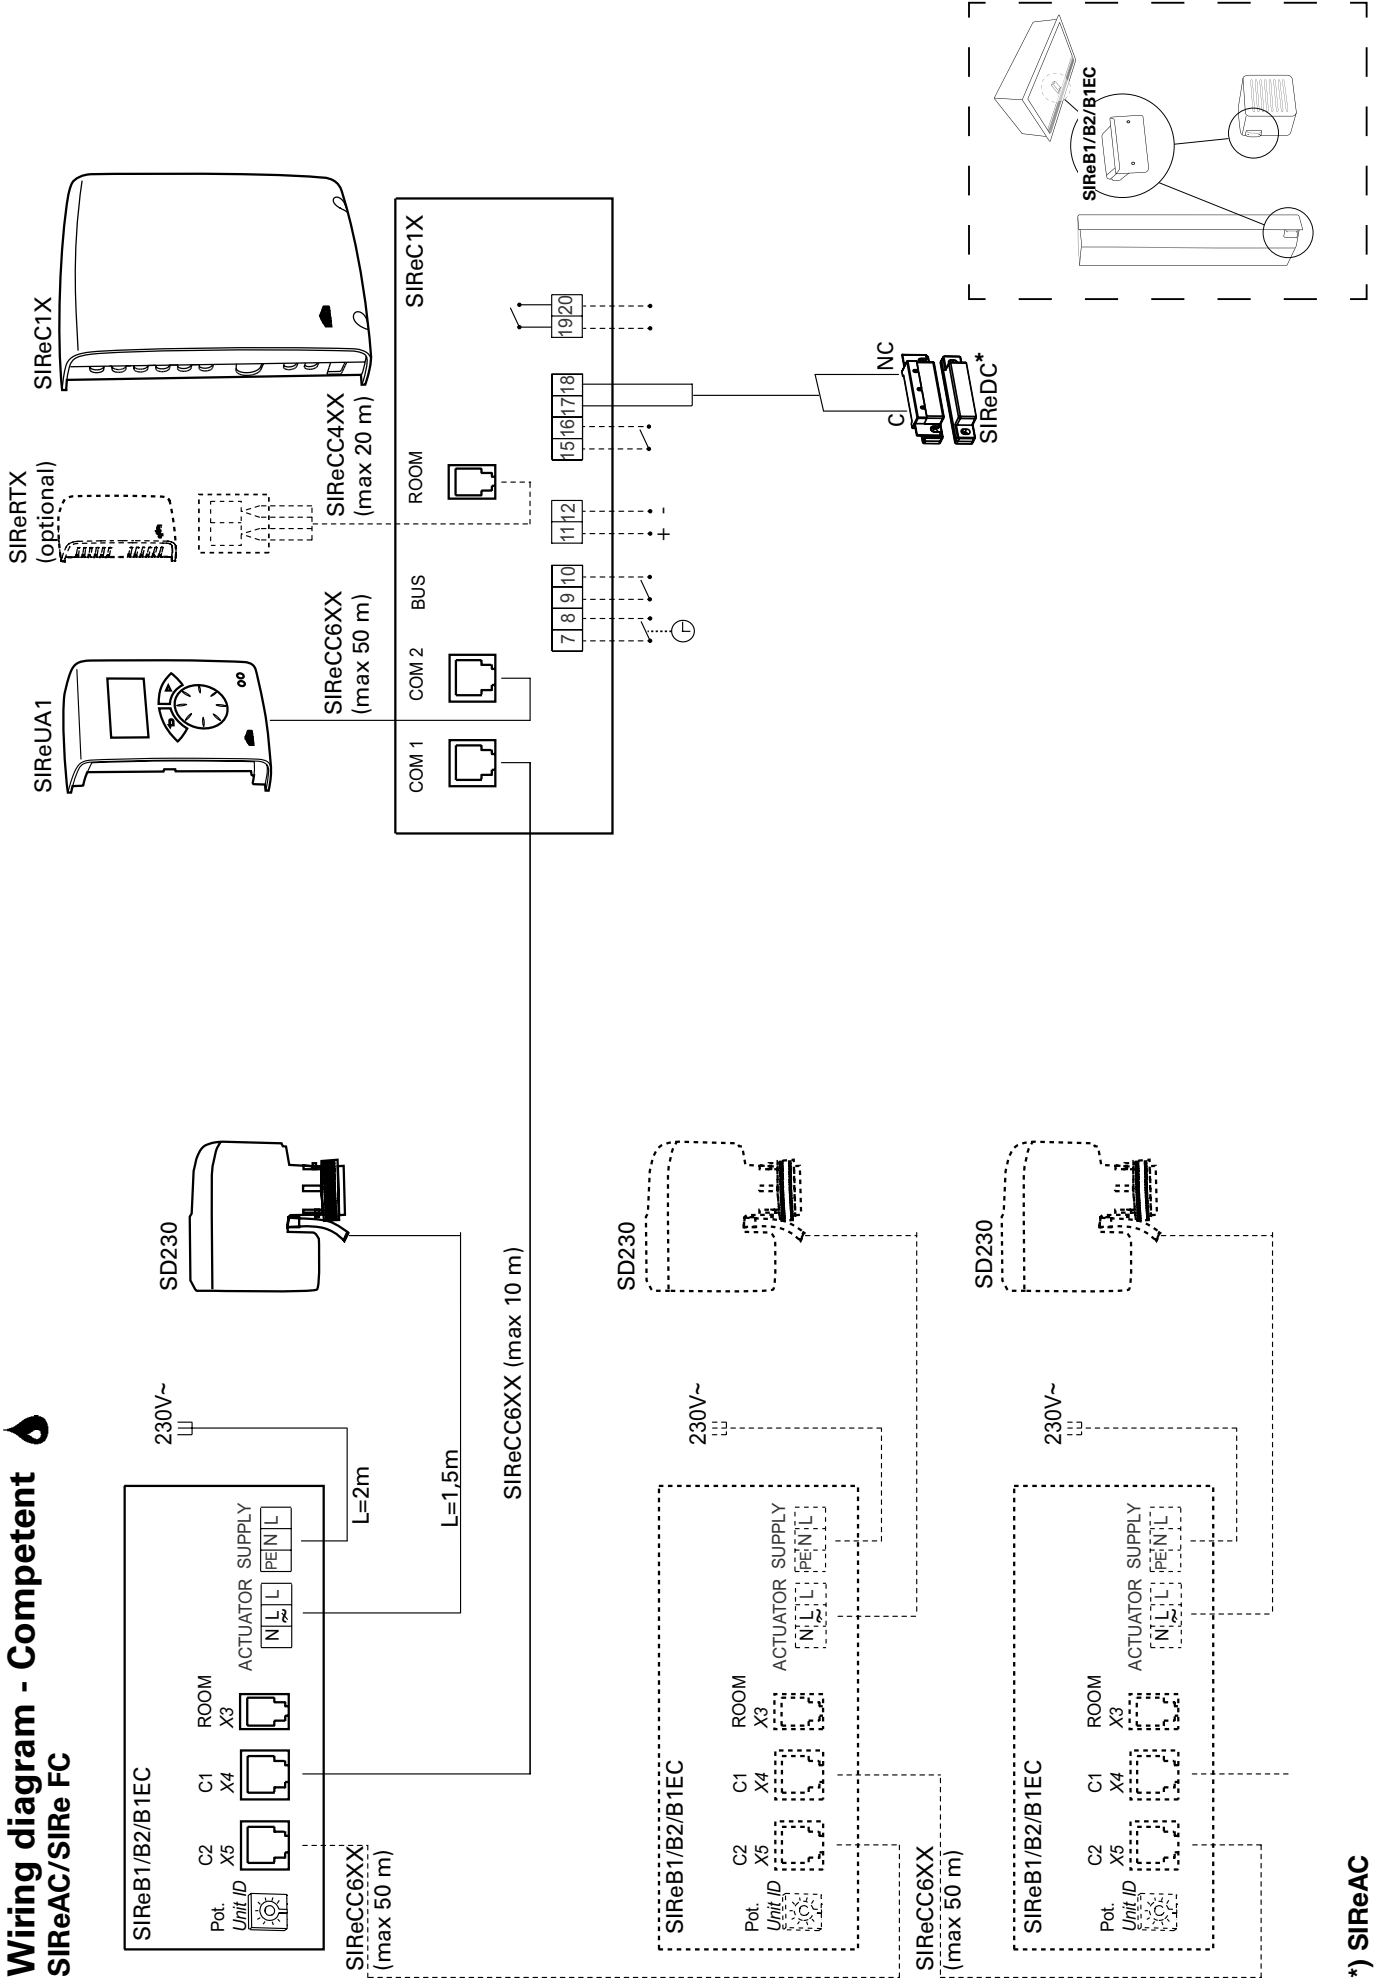 Wiring diagram - Competent
SIReAC/SIRe FC
SIReB1/B2/B1EC
Pot.
Unit ID
C2
X5
C1
X4
ROOM
X3
ACTUATOR
N L L
SUPPLY
PE N L
230V~
L=2m
L=1,5m
SD230
SIReCC6XX (max 10 m)
SIReCC6XX
(max 50 m)
SIReB1/B2/B1EC
Pot.
Unit ID
C2
X5
C1
X4
ROOM
X3
ACTUATOR
N L L
SUPPLY
PE N L
230V~
SD230
SIReCC6XX
(max 50 m)
SIReB1/B2/B1EC
Pot.
Unit ID
C2
X5
C1
X4
ROOM
X3
ACTUATOR
N L L
SUPPLY
PE N L
230V~
SD230
SIReUA1
SIReCC6XX
(max 50 m)
SIReRTX
(optional)
SIReCC4XX
(max 20 m)
SIReC1X
SIReC1X
COM 1
COM 2
BUS
ROOM
7 8 9 10
11 12
+ -
15 16 17 18
19 20
C
NC
SIReDC*
SIReB1/B2/B1EC
*) SIReAC